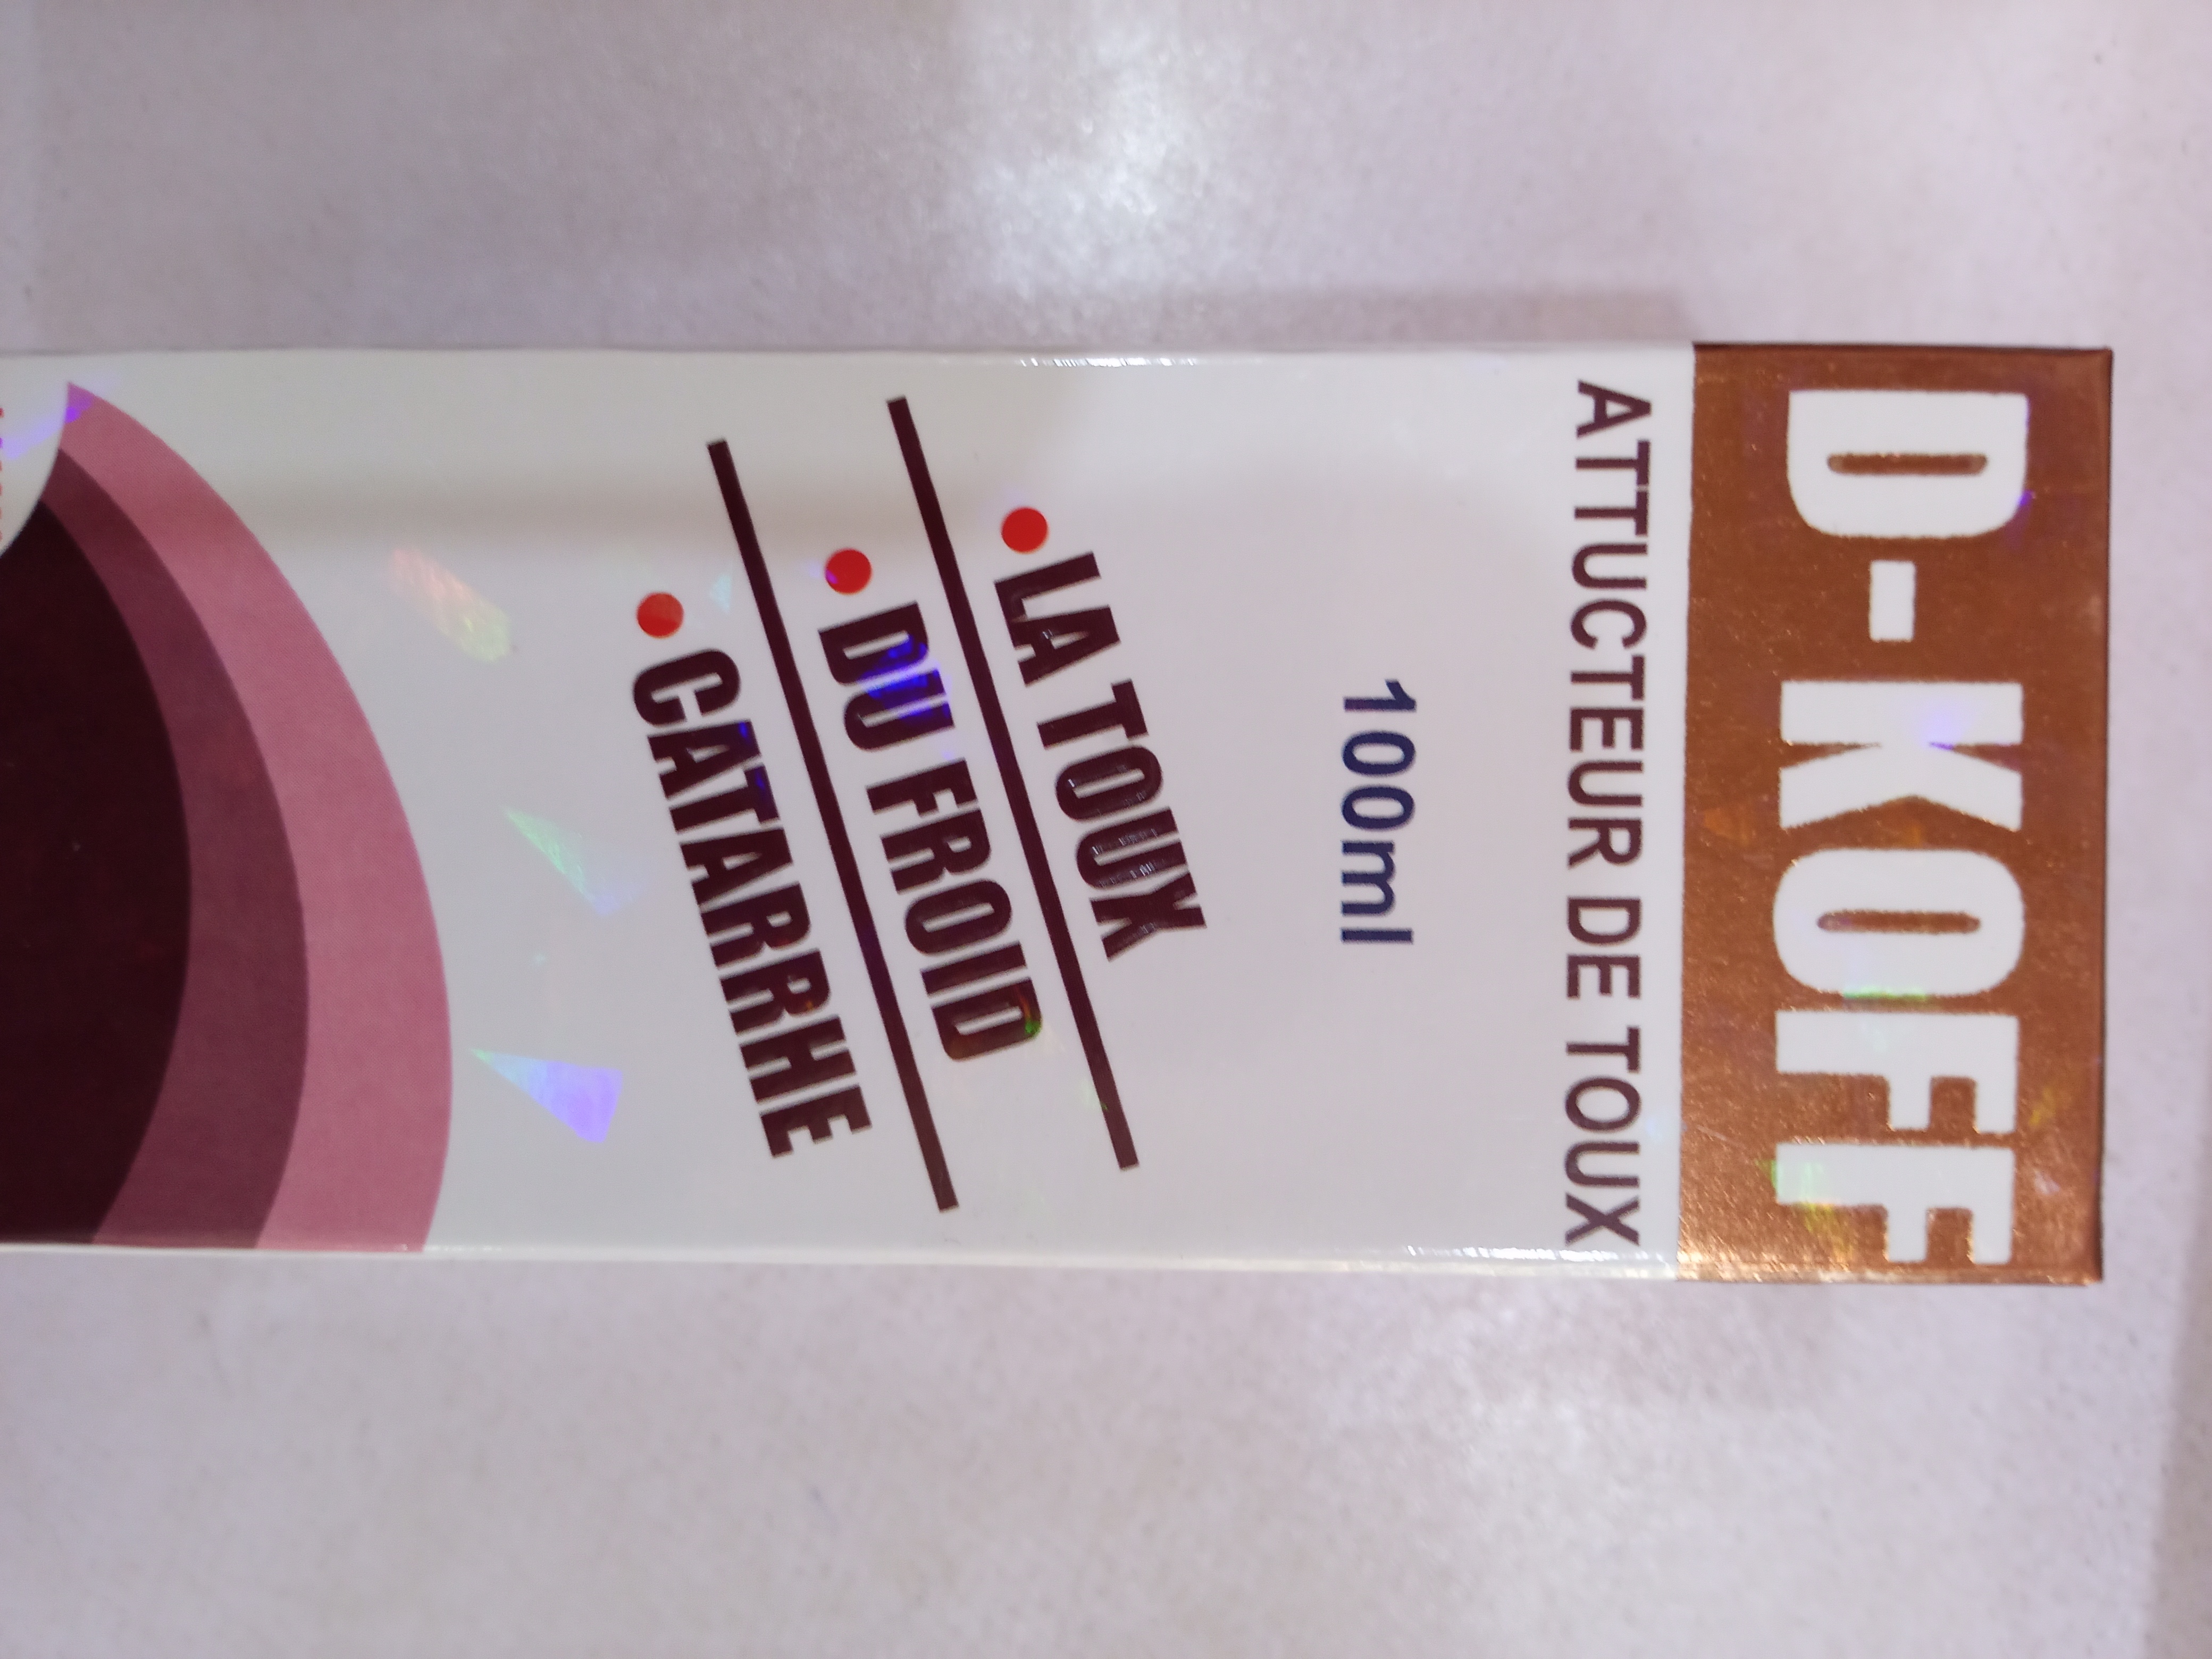 D-KOFF
ATTUCTEUR DE TOUX
100ml
• LA TOUX
• DU FROID
• CATARRHE